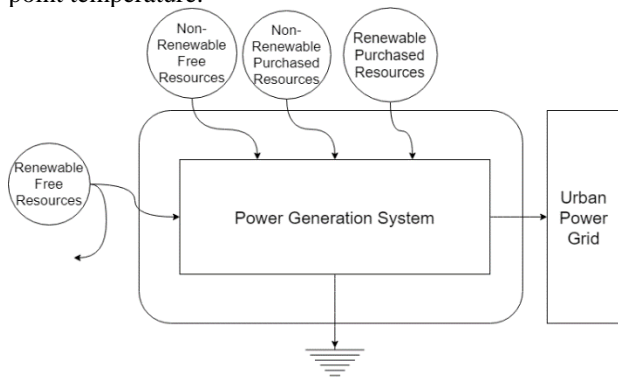 point temperature.
Non-
Renewable
Free
Resources
Non-
Renewable
Purchased
Resources
Renewable
Purchased
Resources
Renewable
Free
Resources
Power Generation System
Urban
Power
Grid